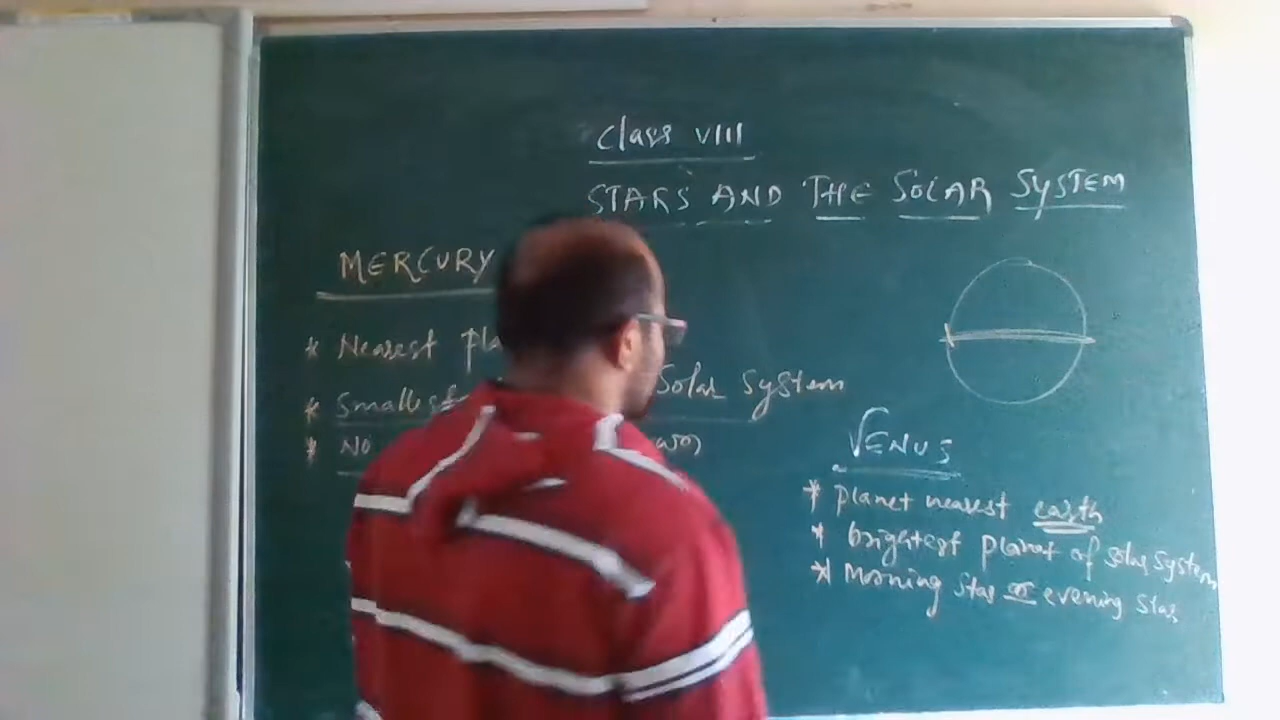 Class VIII
STARS AND THE SOLAR SYSTEM
MERCURY
* Nearest pla
* Smallest Solar System
* No
VENUS
* planet nearest earth
* brightest planet of solar system
* Morning star or evening star